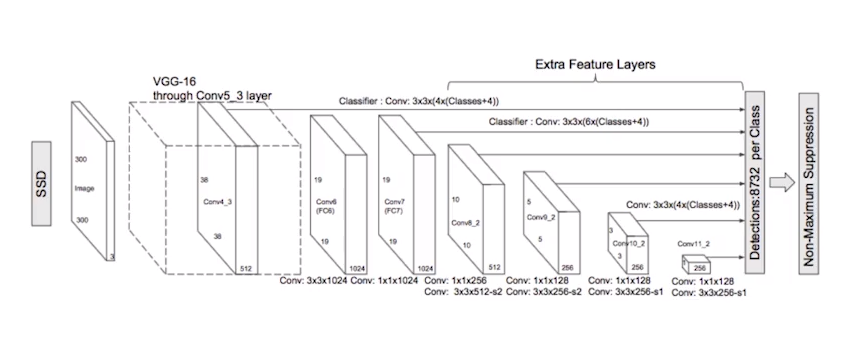 Extra Feature Layers
VGG-16
through Conv5_3 layer
Classifier : Conv: 3x3x(4x(Classes+4))
Classifier : Conv: 3x3x(6x(Classes+4))
SSD
300
Image
300
3
38
Conv4_3
38
512
19
Conv6
(FC6)
19
1024
19
Conv7
(FC7)
19
1024
10
Conv8_2
10
512
5
Conv9_2
5
256
Conv: 3x3x(4x(Classes+4))
3
Conv10_2
3
256
Conv11_2
1
256
Detections:8732 per Class
Non-Maximum Suppression
Conv: 3x3x1024
Conv: 1x1x1024
Conv: 1x1x256
Conv: 3x3x512-s2
Conv: 1x1x128
Conv: 3x3x256-s2
Conv: 1x1x128
Conv: 3x3x256-s1
Conv: 1x1x128
Conv: 3x3x256-s1